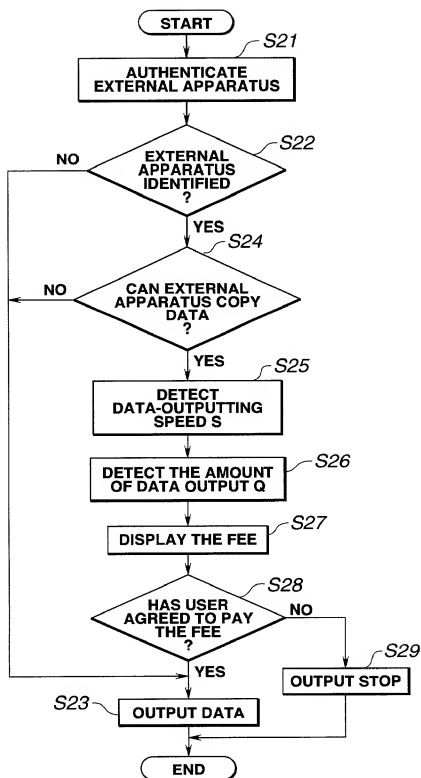 START
S21
AUTHENTICATE
EXTERNAL APPARATUS
S22
NO
EXTERNAL
APPARATUS
IDENTIFIED
?
YES
S24
NO
CAN EXTERNAL
APPARATUS COPY
DATA
?
YES
S25
DETECT
DATA-OUTPUTTING
SPEED S
S26
DETECT THE AMOUNT
OF DATA OUTPUT Q
S27
DISPLAY THE FEE
S28
HAS USER
AGREED TO PAY
THE FEE
?
NO
YES
S29
OUTPUT STOP
S23
OUTPUT DATA
END